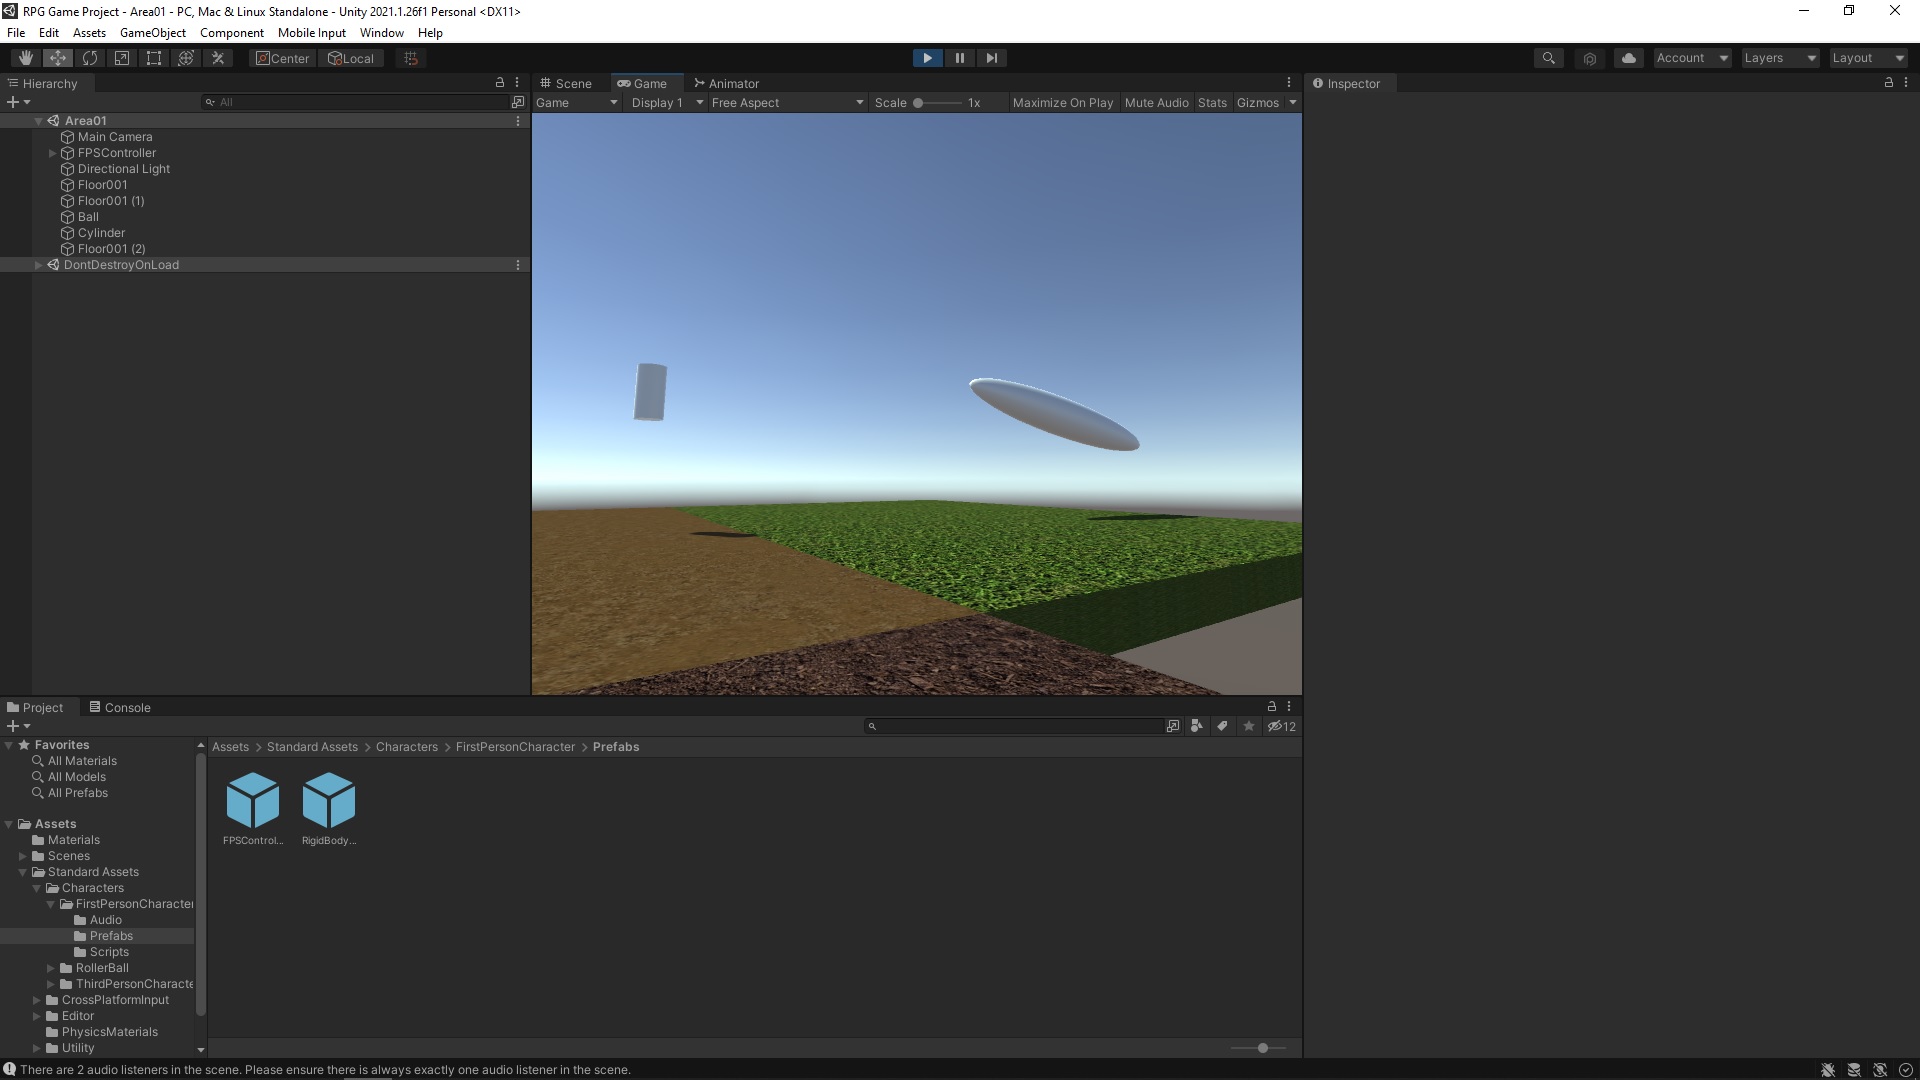 RPG Game Project - Area01 - PC, Mac & Linux Standalone - Unity 2021.1.26f1 Personal <DX11>
File Edit Assets GameObject Component Mobile Input Window Help
Center Local Account Layers Layout
Hierarchy
All
Area01
Main Camera
FPSController
Directional Light
Floor001
Floor001 (1)
Ball
Cylinder
Floor001 (2)
DontDestroyOnLoad
Scene Game Animator
Game Display 1 Free Aspect Scale 1x Maximize On Play Mute Audio Stats Gizmos
Inspector
Project Console
12
Favorites
All Materials
All Models
All Prefabs
Assets
Materials
Scenes
Standard Assets
Characters
FirstPersonCharacter
Audio
Prefabs
Scripts
RollerBall
ThirdPersonCharacte
CrossPlatformInput
Editor
PhysicsMaterials
Utility
Assets > Standard Assets > Characters > FirstPersonCharacter > Prefabs
FPSControl... RigidBody...
There are 2 audio listeners in the scene. Please ensure there is always exactly one audio listener in the scene.